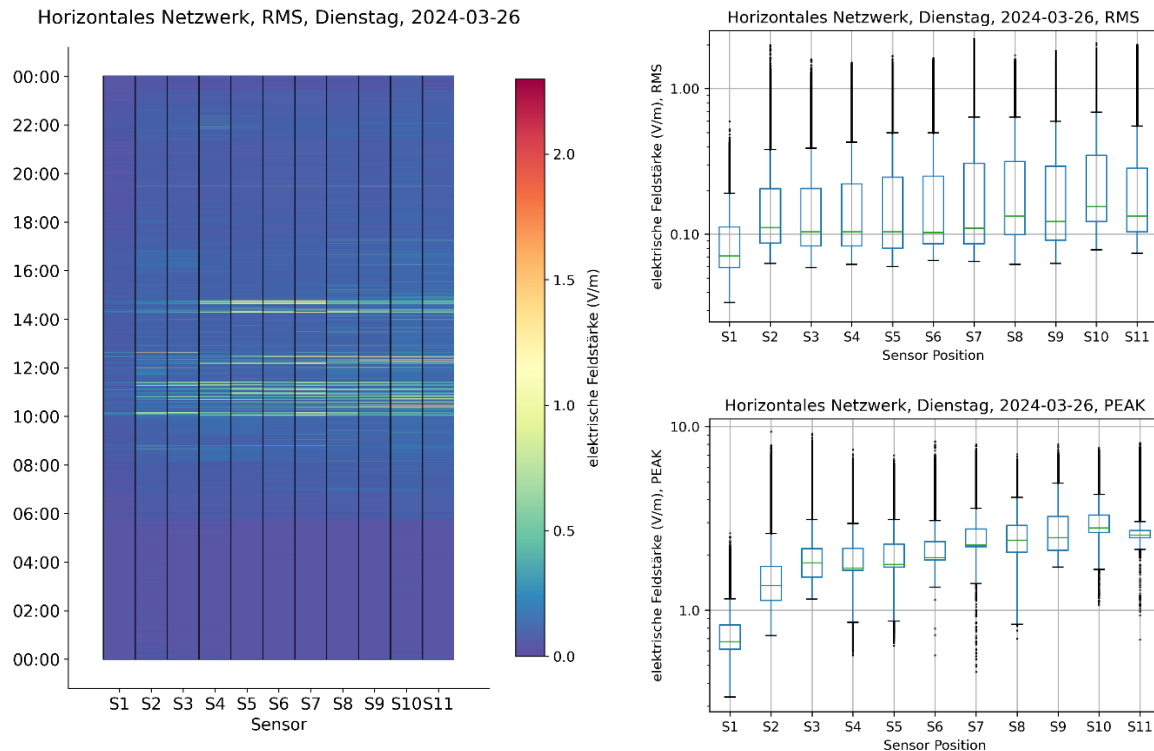 Horizontales Netzwerk, RMS, Dienstag, 2024-03-26
00:00
22:00
20:00
18:00
16:00
14:00
12:00
10:00
08:00
06:00
04:00
02:00
00:00
S1 S2 S3 S4 S5 S6 S7 S8 S9 S10 S11
Sensor
2.0
1.5
1.0
0.5
0.0
elektrische Feldstärke (V/m)
Horizontales Netzwerk, Dienstag, 2024-03-26, RMS
elektrische Feldstärke (V/m), RMS
1.00
0.10
S1 S2 S3 S4 S5 S6 S7 S8 S9 S10 S11
Sensor Position
Horizontales Netzwerk, Dienstag, 2024-03-26, PEAK
elektrische Feldstärke (V/m), PEAK
10.0
1.0
S1 S2 S3 S4 S5 S6 S7 S8 S9 S10 S11
Sensor Position